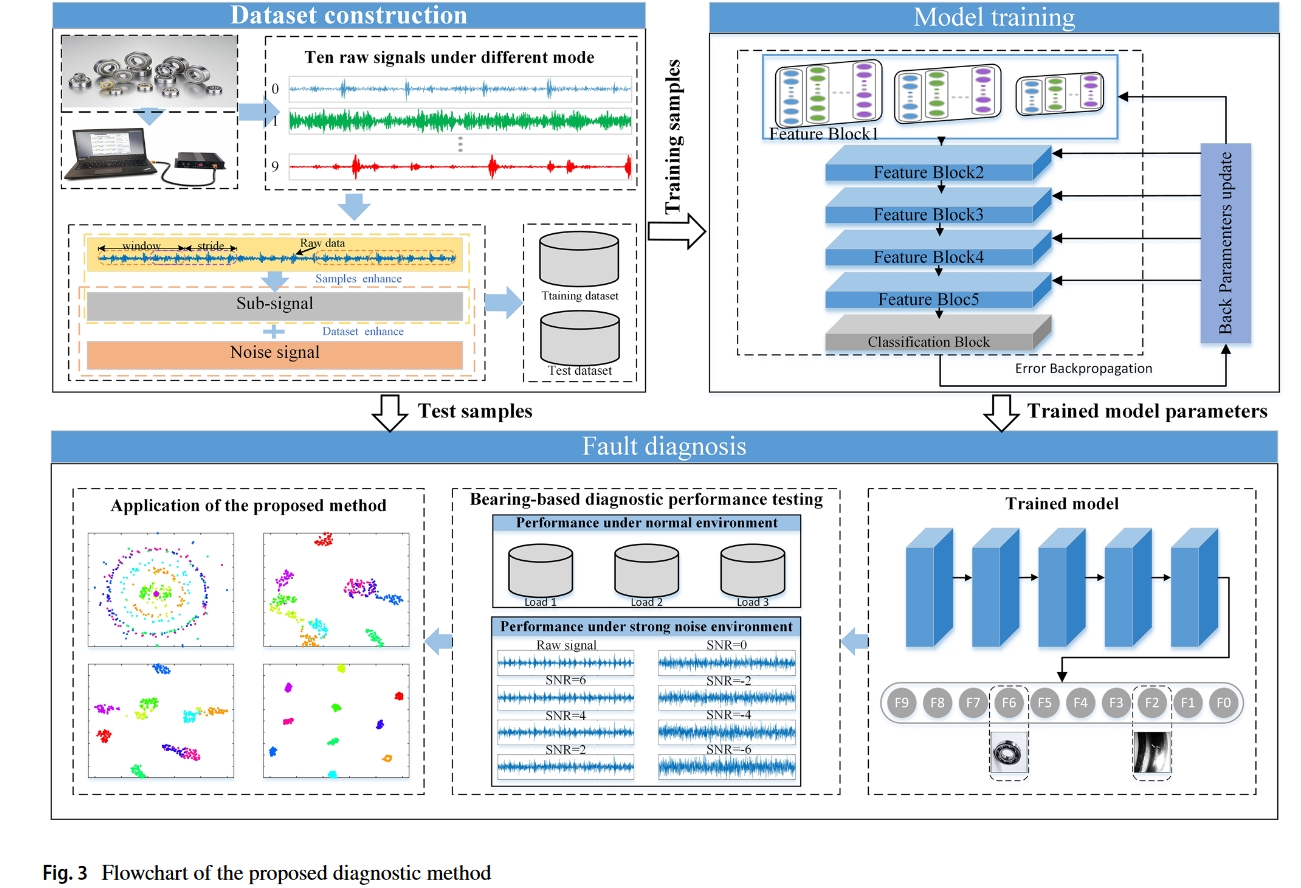 Dataset construction
Ten raw signals under different mode
0
1
9
window
stride
Raw data
Samples enhance
Sub-signal
Dataset enhance
Noise signal
Ttaining dataset
Test dataset
Training samples
Model training
Feature Block1
Feature Block2
Feature Block3
Feature Block4
Feature Bloc5
Classification Block
Back Paramenters update
Error Backpropagation
Test samples
Trained model parameters
Fault diagnosis
Application of the proposed method
Bearing-based diagnostic performance testing
Performance under normal environment
Load 1
Load 2
Load 3
Performance under strong noise environment
Raw signal
SNR=0
SNR=6
SNR=-2
SNR=4
SNR=-4
SNR=2
SNR=-6
Trained model
F9 F8 F7 F6 F5 F4 F3 F2 F1 F0
Fig. 3 Flowchart of the proposed diagnostic method